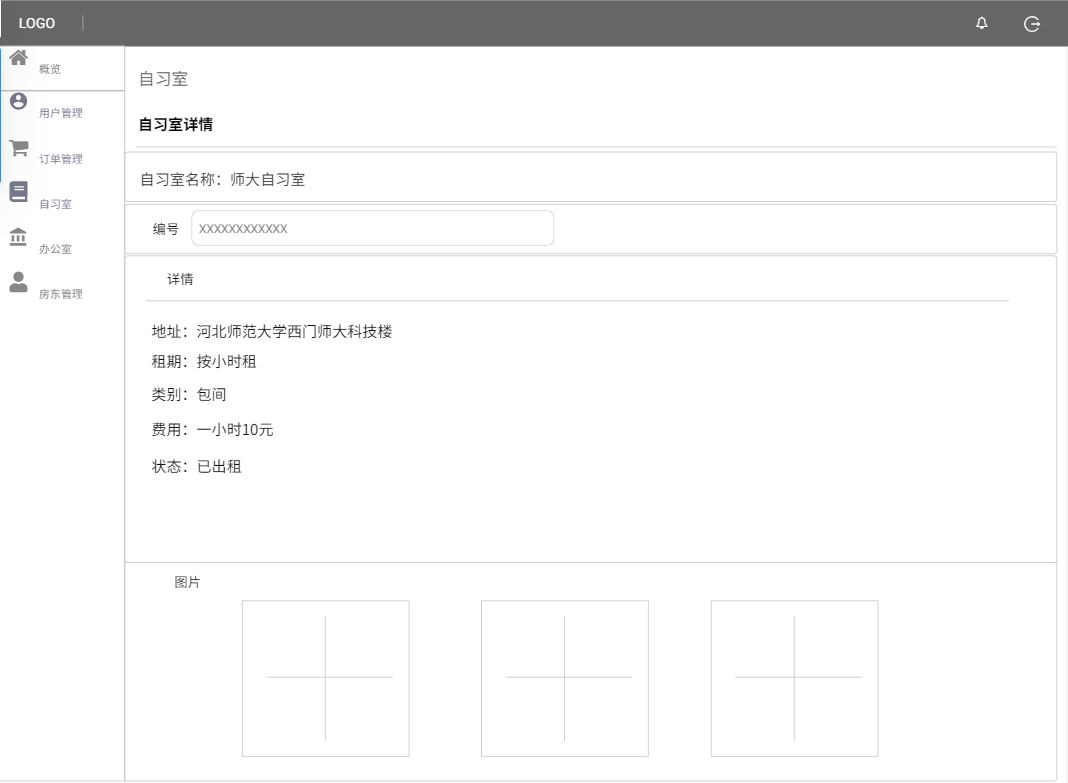 LOGO
概览
用户管理
订单管理
自习室
办公室
房东管理
自习室
自习室详情
自习室名称：师大自习室
编号 XXXXXXXXXXXX
详情
地址：河北师范大学西门师大科技楼
租期：按小时租
类别：包间
费用：一小时10元
状态：已出租
图片